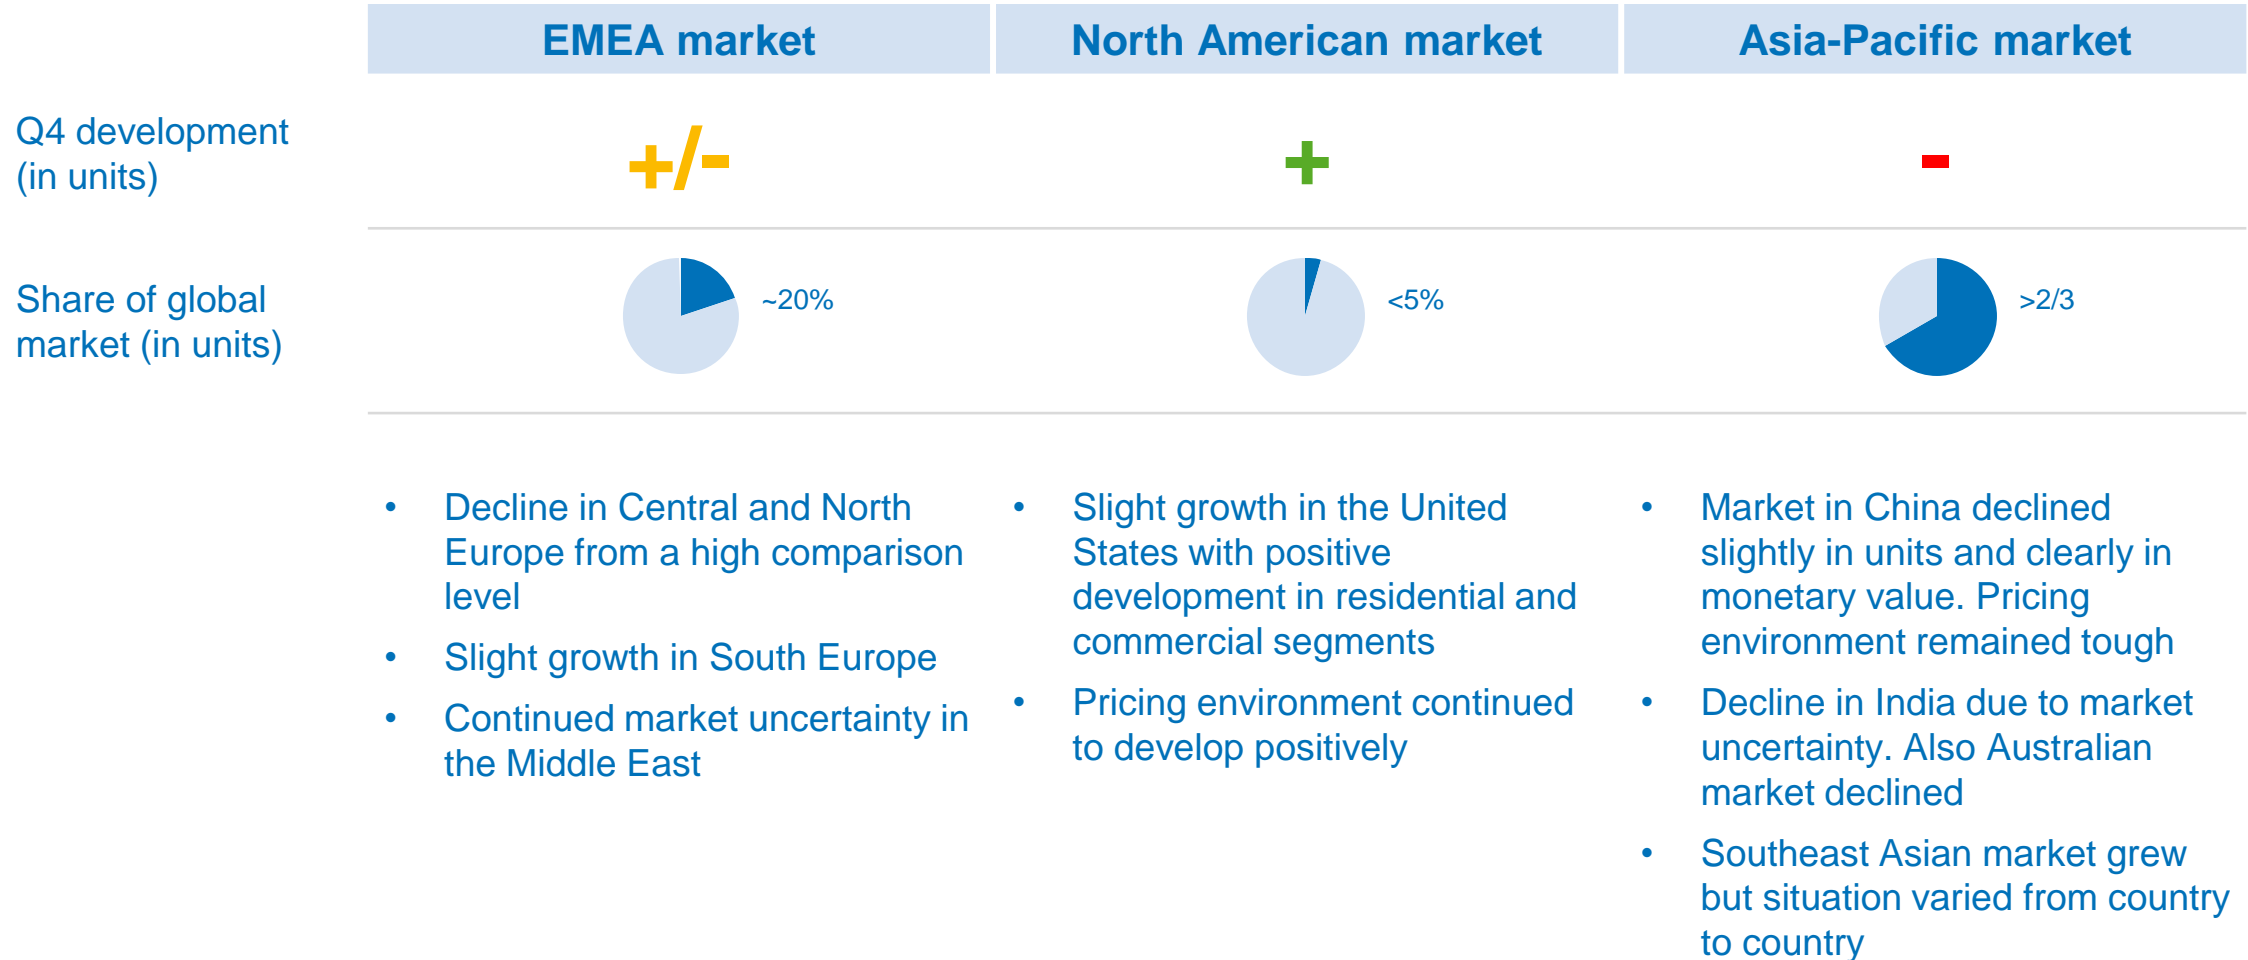 EMEA market
North American market
Asia-Pacific market
Q4 development
(in units)
+/-
+
-
Share of global
market (in units)
~20%
<5%
>2/3
• Decline in Central and North
Europe from a high comparison
level
• Slight growth in South Europe
• Continued market uncertainty in
the Middle East
• Slight growth in the United
States with positive
development in residential and
commercial segments
• Pricing environment continued
to develop positively
• Market in China declined
slightly in units and clearly in
monetary value. Pricing
environment remained tough
• Decline in India due to market
uncertainty. Also Australian
market declined
• Southeast Asian market grew
but situation varied from country
to country